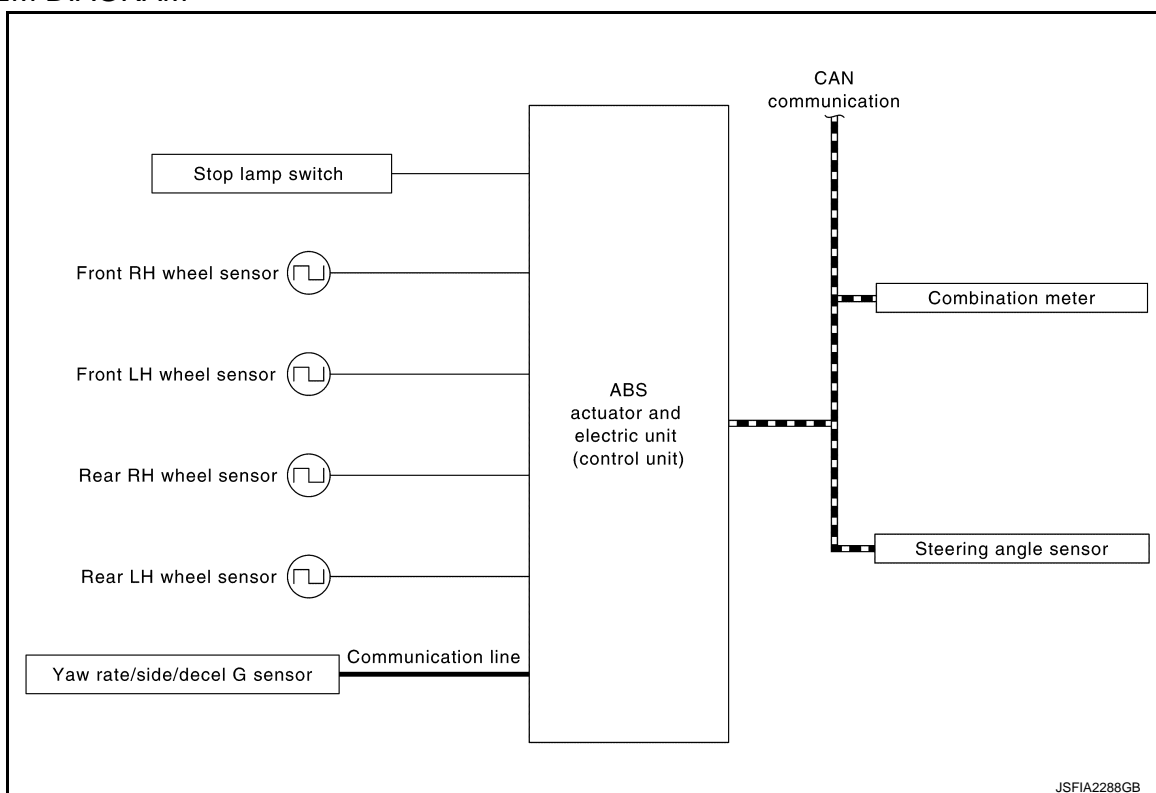 CAN
communication
Stop lamp switch
Front RH wheel sensor
Combination meter
Front LH wheel sensor
ABS
actuator and
electric unit
(control unit)
Rear RH wheel sensor
Steering angle sensor
Rear LH wheel sensor
Communication line
Yaw rate/side/decel G sensor
JSFIA2288GB